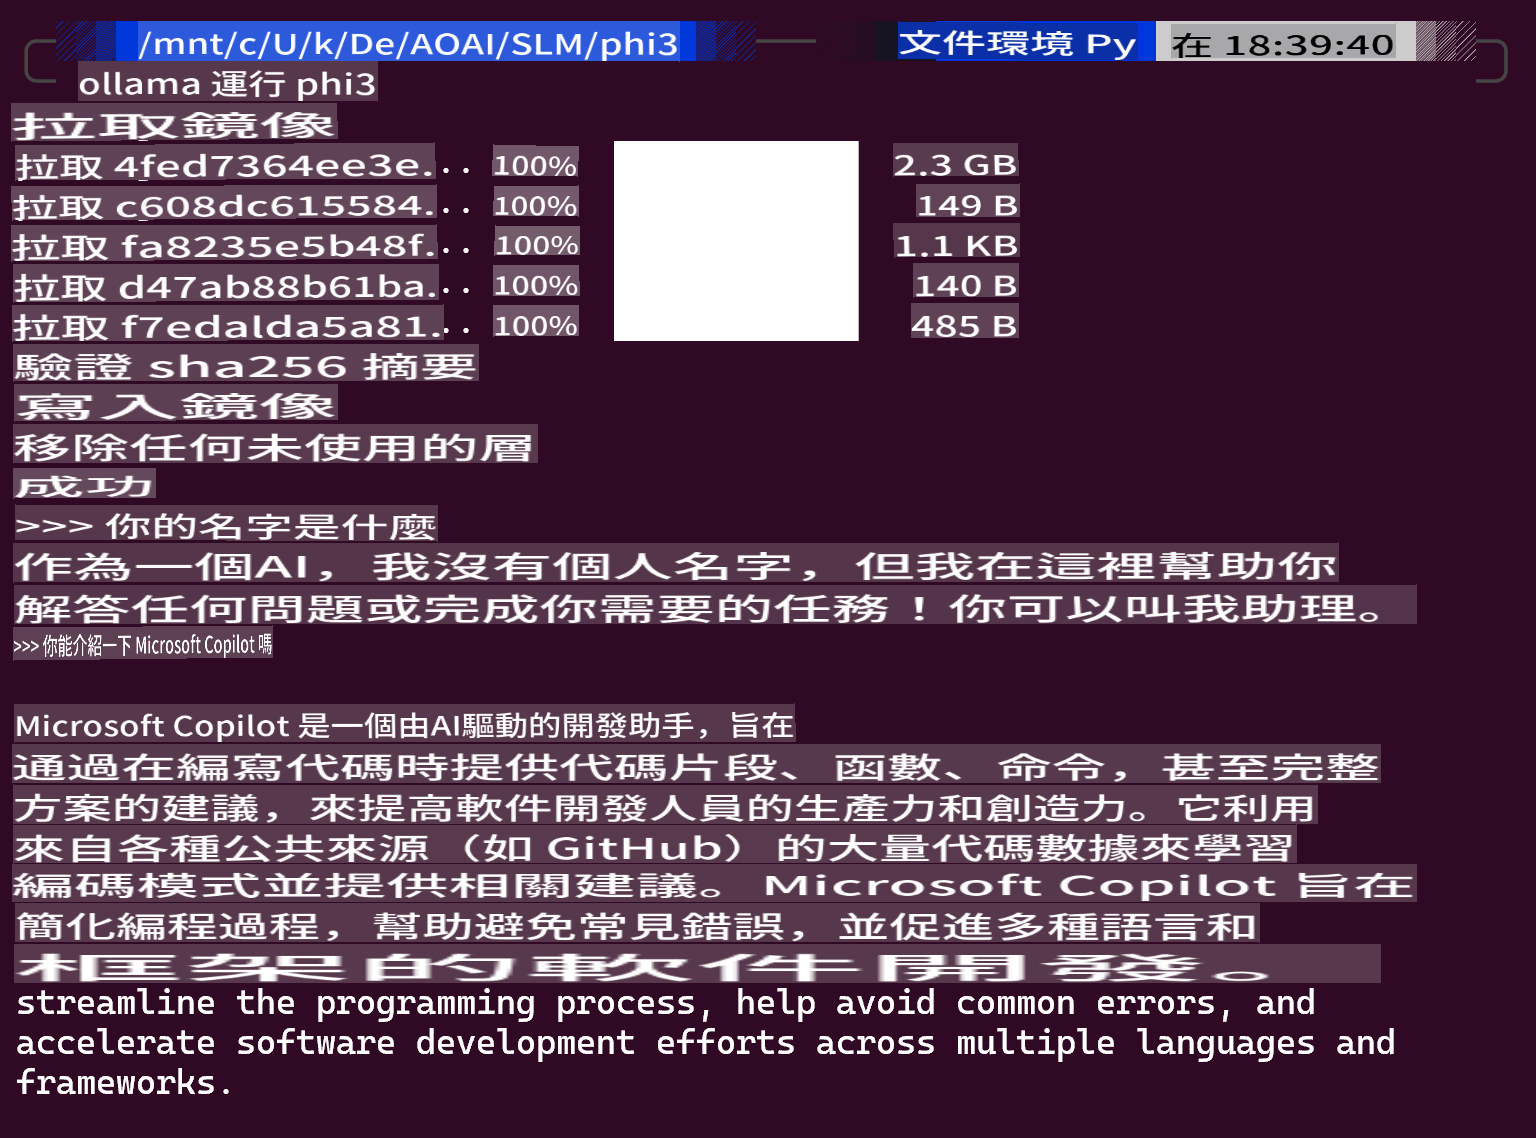 /mnt/c/U/k/De/AOAI/SLM/phi3 文件環境 Py 在 18:39:40
ollama 運行 phi3
拉取鏡像
拉取 4fed7364ee3e... 100% 2.3 GB
拉取 c608dc615584... 100% 149 B
拉取 fa8235e5b48f... 100% 1.1 KB
拉取 d47ab88b61ba... 100% 140 B
拉取 f7edalda5a81... 100% 485 B
驗證 sha256 摘要
寫入鏡像
移除任何未使用的層
成功
>>> 你的名字是什麼
作為一個AI，我沒有個人名字，但我在這裡幫助你
解答任何問題或完成你需要的任務！你可以叫我助理。
>>> 你能介紹一下 Microsoft Copilot 嗎
Microsoft Copilot 是一個由AI驅動的開發助手，旨在
通過在編寫代碼時提供代碼片段、函數、命令，甚至完整
方案的建議，來提高軟件開發人員的生產力和創造力。它利用
來自各種公共來源（如 GitHub）的大量代碼數據來學習
編碼模式並提供相關建議。Microsoft Copilot 旨在
簡化編程過程，幫助避免常見錯誤，並促進多種語言和
框架的軟件開發。
streamline the programming process, help avoid common errors, and
accelerate software development efforts across multiple languages and
frameworks.